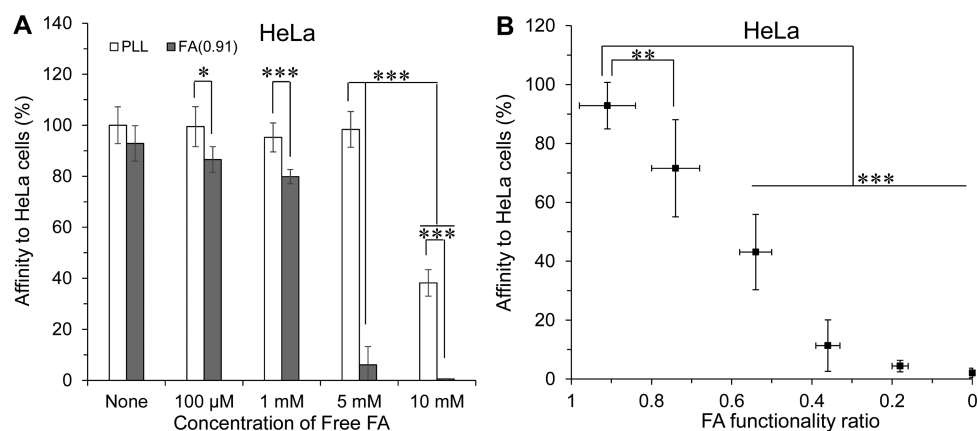 A
HeLa
PLL FA(0.91)
Affinity to HeLa cells (%)
140
120
100
80
60
40
20
0
*
***
***
***
None 100 µM 1 mM 5 mM 10 mM
Concentration of Free FA
B
HeLa
Affinity to HeLa cells (%)
120
100
80
60
40
20
0
**
***
1 0.8 0.6 0.4 0.2 0
FA functionality ratio